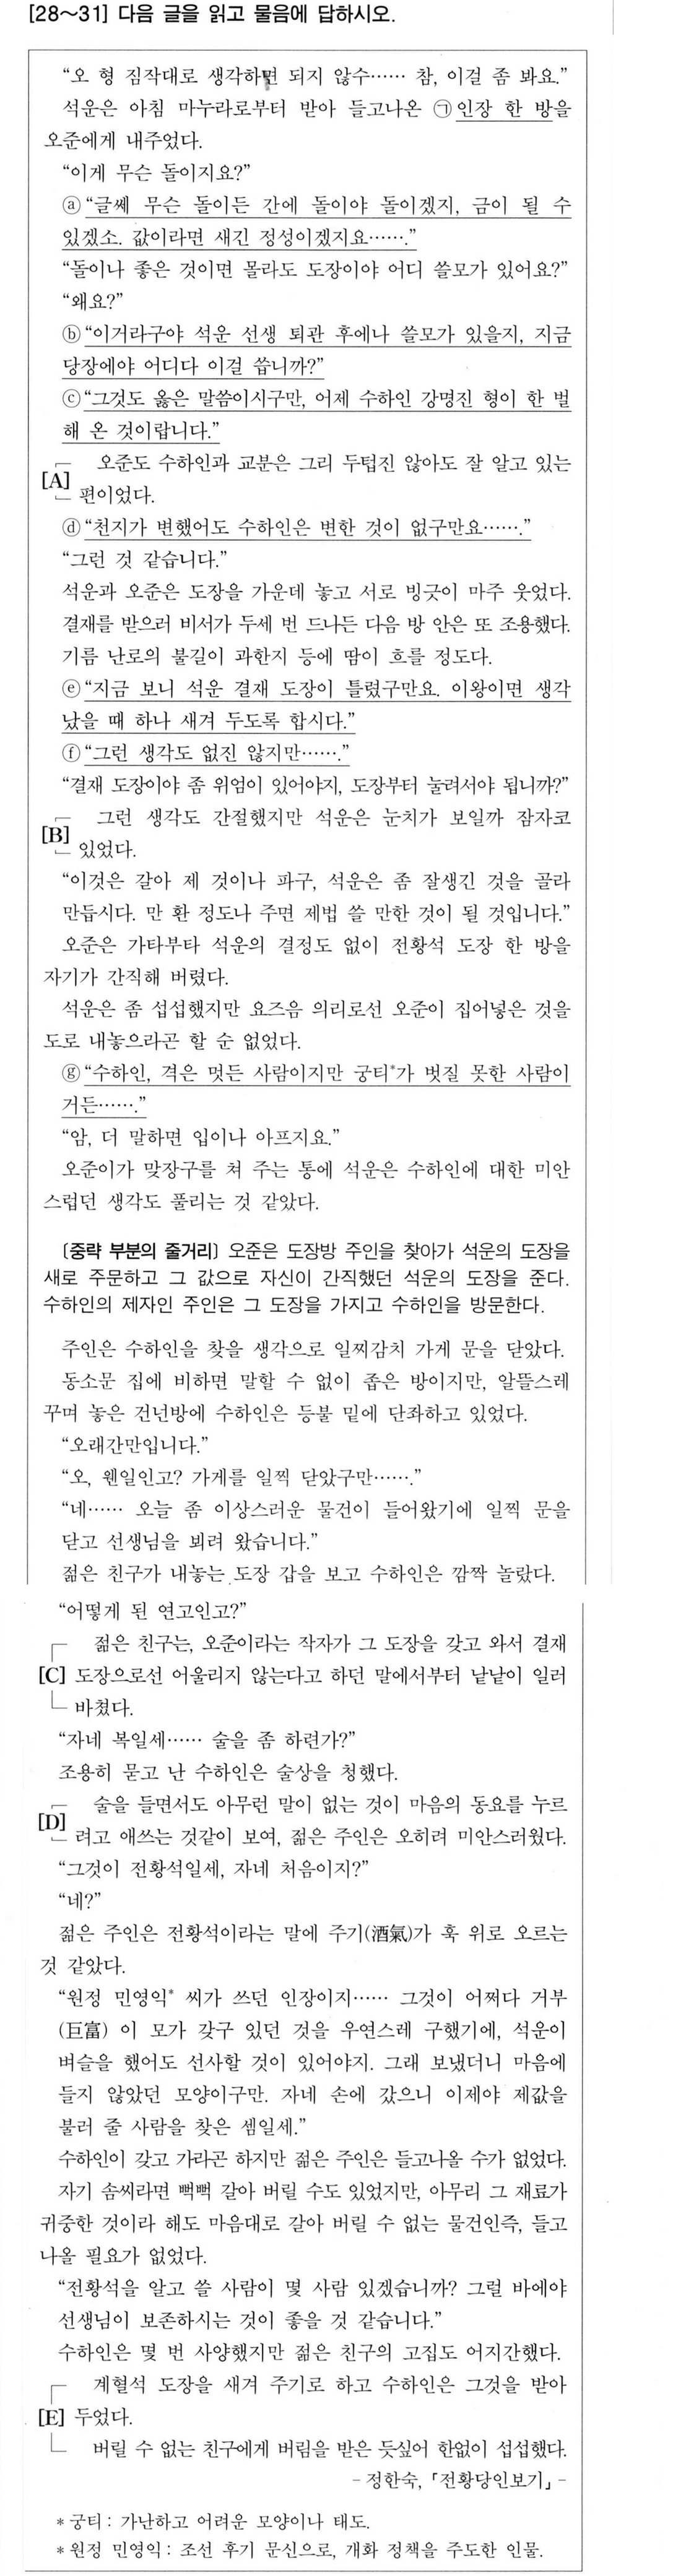 [28～31] 다음 글을 읽고 물음에 답하시오.
“오 형 짐작대로 생각하면 되지 않수…… 참, 이걸 좀 봐요.”
석운은 아침 마누라로부터 받아 들고나온 ㉠인장 한 방을
오준에게 내주었다.
“이게 무슨 돌이지요?”
ⓐ“글쎄 무슨 돌이든 간에 돌이야 돌이겠지, 금이 될 수
있겠소. 값이라면 새긴 정성이겠지요…….”
“돌이나 좋은 것이면 몰라도 도장이야 어디 쓸모가 있어요?”
“왜요?”
ⓑ“이거라구야 석운 선생 퇴관 후에나 쓸모가 있을지, 지금
당장에야 어디다 이걸 씁니까?”
ⓒ“그것도 옳은 말씀이시구만, 어제 수하인 강명진 형이 한 벌
해 온 것이랍니다.”
[A] 오준도 수하인과 교분은 그리 두텁진 않아도 잘 알고 있는
편이었다.
ⓓ“천지가 변했어도 수하인은 변한 것이 없구만요…….”
“그런 것 같습니다.”
석운과 오준은 도장을 가운데 놓고 서로 빙긋이 마주 웃었다.
결재를 받으러 비서가 두세 번 드나든 다음 방 안은 또 조용했다.
기름 난로의 불길이 과한지 등에 땀이 흐를 정도다.
ⓔ“지금 보니 석운 결재 도장이 틀렸구만요. 이왕이면 생각
났을 때 하나 새겨 두도록 합시다.”
ⓕ“그런 생각도 없진 않지만…….”
“결재 도장이야 좀 위엄이 있어야지, 도장부터 눌려서야 됩니까?”
[B] 그런 생각도 간절했지만 석운은 눈치가 보일까 잠자코
있었다.
“이것은 갈아 제 것이나 파구, 석운은 좀 잘생긴 것을 골라
만듭시다. 만 환 정도나 주면 제법 쓸 만한 것이 될 것입니다.”
오준은 가타부타 석운의 결정도 없이 전황석 도장 한 방을
자기가 간직해 버렸다.
석운은 좀 섭섭했지만 요즈음 의리로선 오준이 집어넣은 것을
도로 내놓으라곤 할 순 없었다.
ⓖ“수하인, 격은 멋든 사람이지만 궁티*가 벗질 못한 사람이
거든…….”
“암, 더 말하면 입이나 아프지요.”
오준이가 맞장구를 쳐 주는 통에 석운은 수하인에 대한 미안
스럽던 생각도 풀리는 것 같았다.
〔중략 부분의 줄거리〕 오준은 도장방 주인을 찾아가 석운의 도장을
새로 주문하고 그 값으로 자신이 간직했던 석운의 도장을 준다.
수하인의 제자인 주인은 그 도장을 가지고 수하인을 방문한다.
주인은 수하인을 찾을 생각으로 일찌감치 가게 문을 닫았다.
동소문 집에 비하면 말할 수 없이 좁은 방이지만, 알뜰스레
꾸며 놓은 건넌방에 수하인은 등불 밑에 단좌하고 있었다.
“오래간만입니다.”
“오, 웬일인고? 가게를 일찍 닫았구만…….”
“네…… 오늘 좀 이상스러운 물건이 들어왔기에 일찍 문을
닫고 선생님을 뵈려 왔습니다.”
젊은 친구가 내놓는 도장 갑을 보고 수하인은 깜짝 놀랐다.
“어떻게 된 연고인고?”
[C] 젊은 친구는, 오준이라는 작자가 그 도장을 갖고 와서 결재
도장으로선 어울리지 않는다고 하던 말에서부터 낱낱이 일러
바쳤다.
“자네 복일세…… 술을 좀 하련가?”
조용히 묻고 난 수하인은 술상을 청했다.
[D] 술을 들면서도 아무런 말이 없는 것이 마음의 동요를 누르
려고 애쓰는 것같이 보여, 젊은 주인은 오히려 미안스러웠다.
“그것이 전황석일세, 자네 처음이지?”
“네?”
젊은 주인은 전황석이라는 말에 주기(酒氣)가 훅 위로 오르는
것 같았다.
“원정 민영익* 씨가 쓰던 인장이지…… 그것이 어쩌다 거부
(巨富) 이 모가 갖구 있던 것을 우연스레 구했기에, 석운이
벼슬을 했어도 선사할 것이 있어야지. 그래 보냈더니 마음에
들지 않았던 모양이구만. 자네 손에 갔으니 이제야 제값을
불러 줄 사람을 찾은 셈일세.”
수하인이 갖고 가라곤 하지만 젊은 주인은 들고나올 수가 없었다.
자기 솜씨라면 뻑뻑 갈아 버릴 수도 있었지만, 아무리 그 재료가
귀중한 것이라 해도 마음대로 갈아 버릴 수 없는 물건인즉, 들고
나올 필요가 없었다.
“전황석을 알고 쓸 사람이 몇 사람 있겠습니까? 그럴 바에야
선생님이 보존하시는 것이 좋을 것 같습니다.”
수하인은 몇 번 사양했지만 젊은 친구의 고집도 어지간했다.
[E] 계혈석 도장을 새겨 주기로 하고 수하인은 그것을 받아
두었다.
버릴 수 없는 친구에게 버림을 받은 듯싶어 한없이 섭섭했다.
- 정한숙, ｢전황당인보기｣ -
* 궁티 : 가난하고 어려운 모양이나 태도.
* 원정 민영익 : 조선 후기 문신으로, 개화 정책을 주도한 인물.